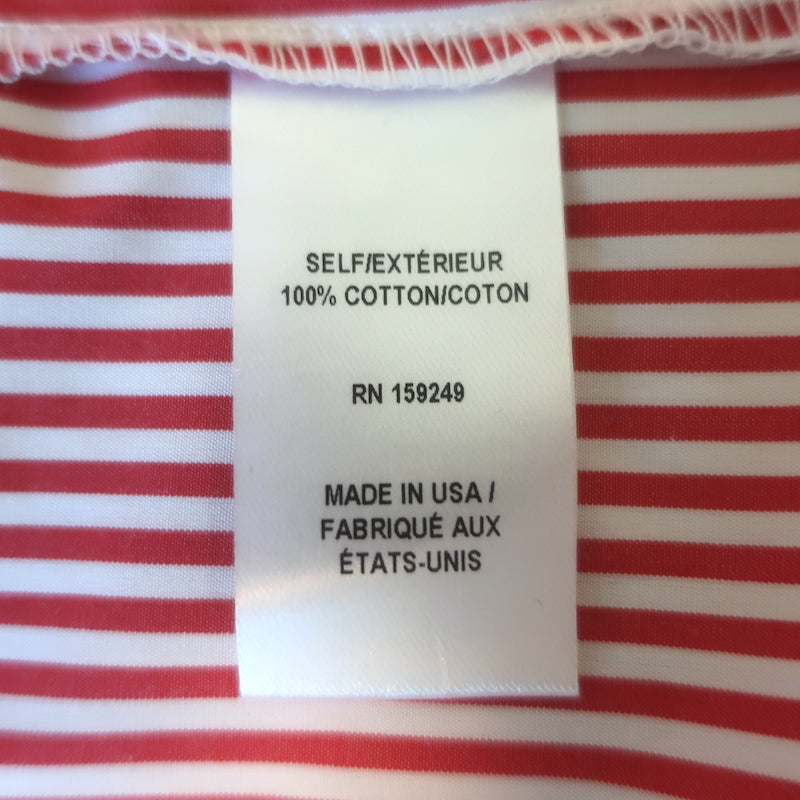 SELF/EXTÉRIEUR
100% COTTON/COTON
RN 159249
MADE IN USA /
FABRIQUÉ AUX
ÉTATS-UNIS